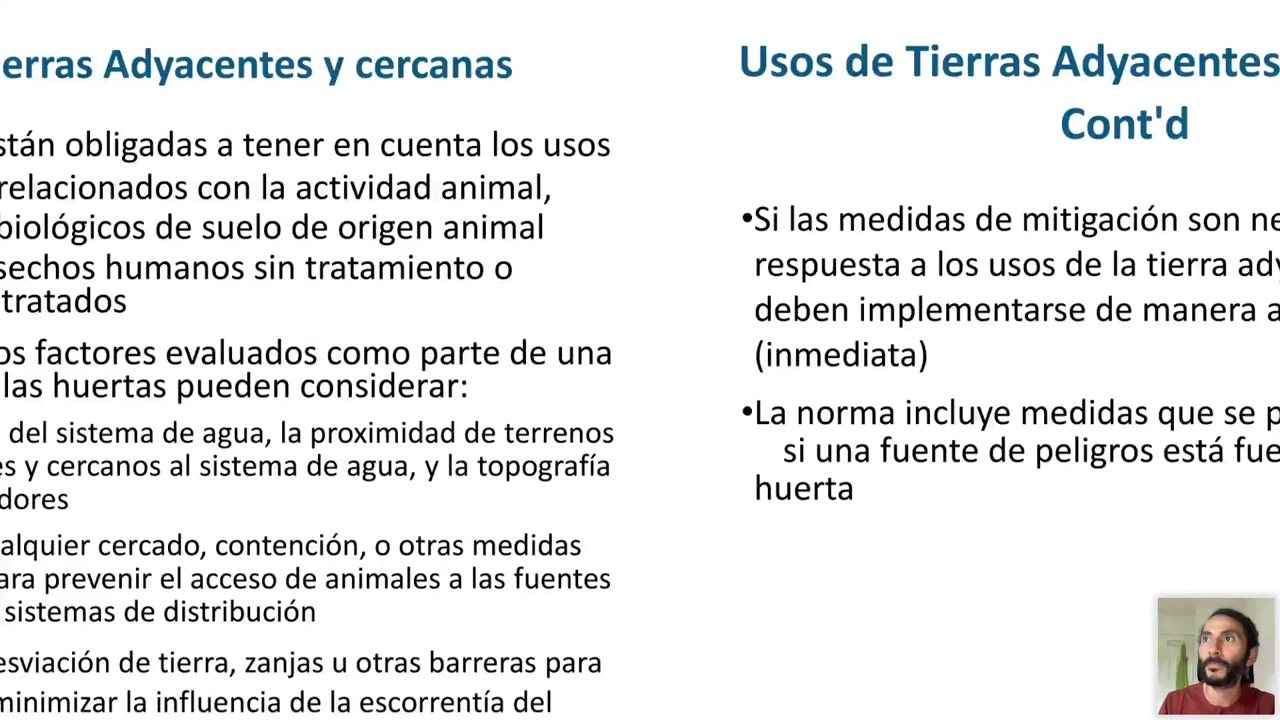 erras Adyacentes y cercanas
stán obligadas a tener en cuenta los usos
relacionados con la actividad animal,
biológicos de suelo de origen animal
sechos humanos sin tratamiento o
tratados
os factores evaluados como parte de una
las huertas pueden considerar:
del sistema de agua, la proximidad de terrenos
es y cercanos al sistema de agua, y la topografía
dores
alquier cercado, contención, o otras medidas
ara prevenir el acceso de animales a las fuentes
sistemas de distribución
esviación de tierra, zanjas u otras barreras para
minimizar la influencia de la escorrentía del
Usos de Tierras Adyacentes
Cont'd
•Si las medidas de mitigación son ne
respuesta a los usos de la tierra ady
deben implementarse de manera a
(inmediata)
•La norma incluye medidas que se p
si una fuente de peligros está fue
huerta